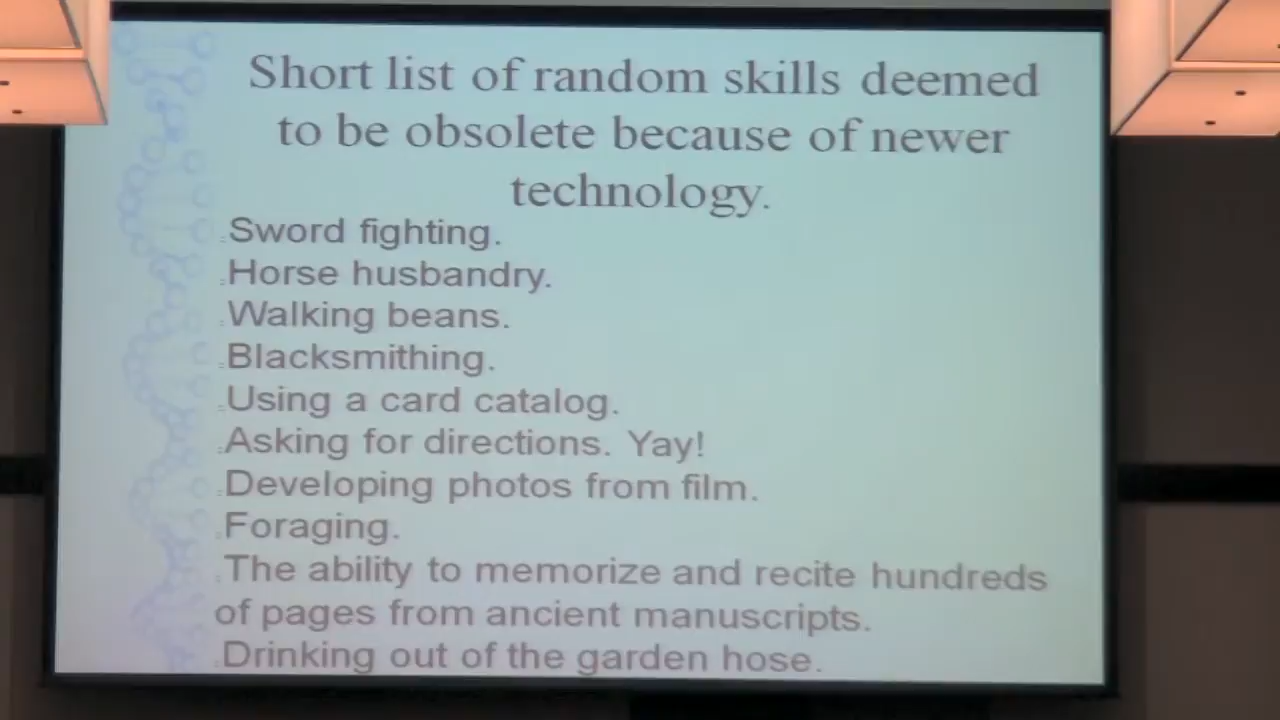 Short list of random skills deemed
to be obsolete because of newer
technology.
Sword fighting.
Horse husbandry.
Walking beans.
Blacksmithing.
Using a card catalog.
Asking for directions. Yay!
Developing photos from film.
Foraging.
The ability to memorize and recite hundreds
of pages from ancient manuscripts.
Drinking out of the garden hose.